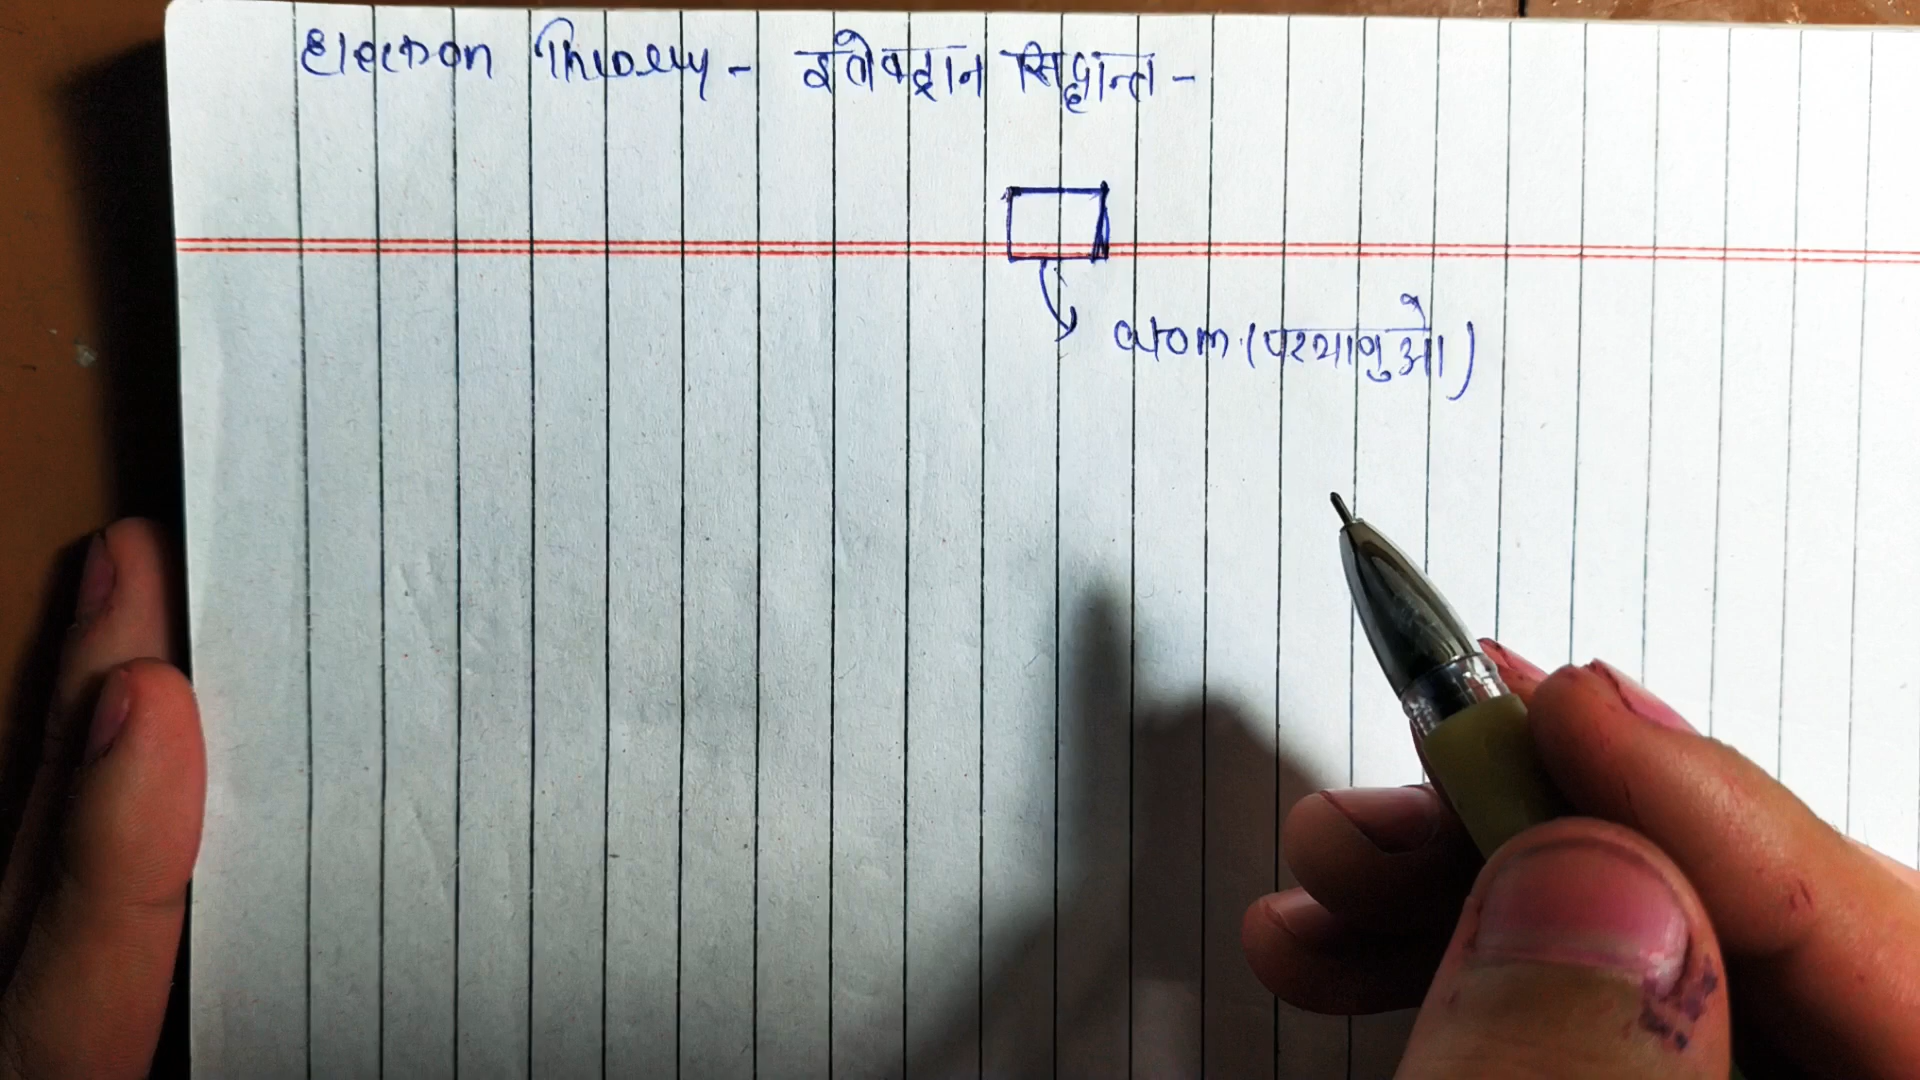 Electron Theory - इलेक्ट्रान सिद्धान्त -
atom (परमाणुओ)